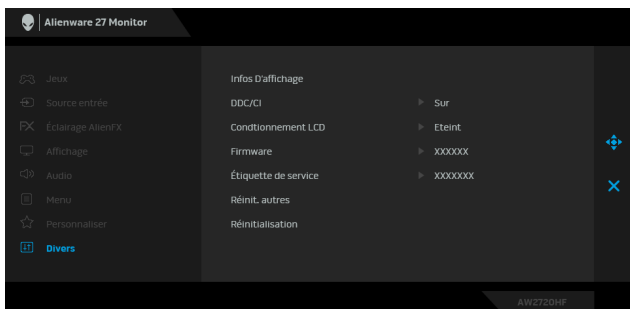 Alienware 27 Monitor
Jeux
Source entrée
FX Éclairage AlienFX
Affichage
Audio
Menu
Personnaliser
Divers
Infos D'affichage
DDC/CI Sur
Condtionnement LCD Eteint
Firmware XXXXXX
Étiquette de service XXXXXXX
Réinit. autres
Réinitialisation
AW2720HF